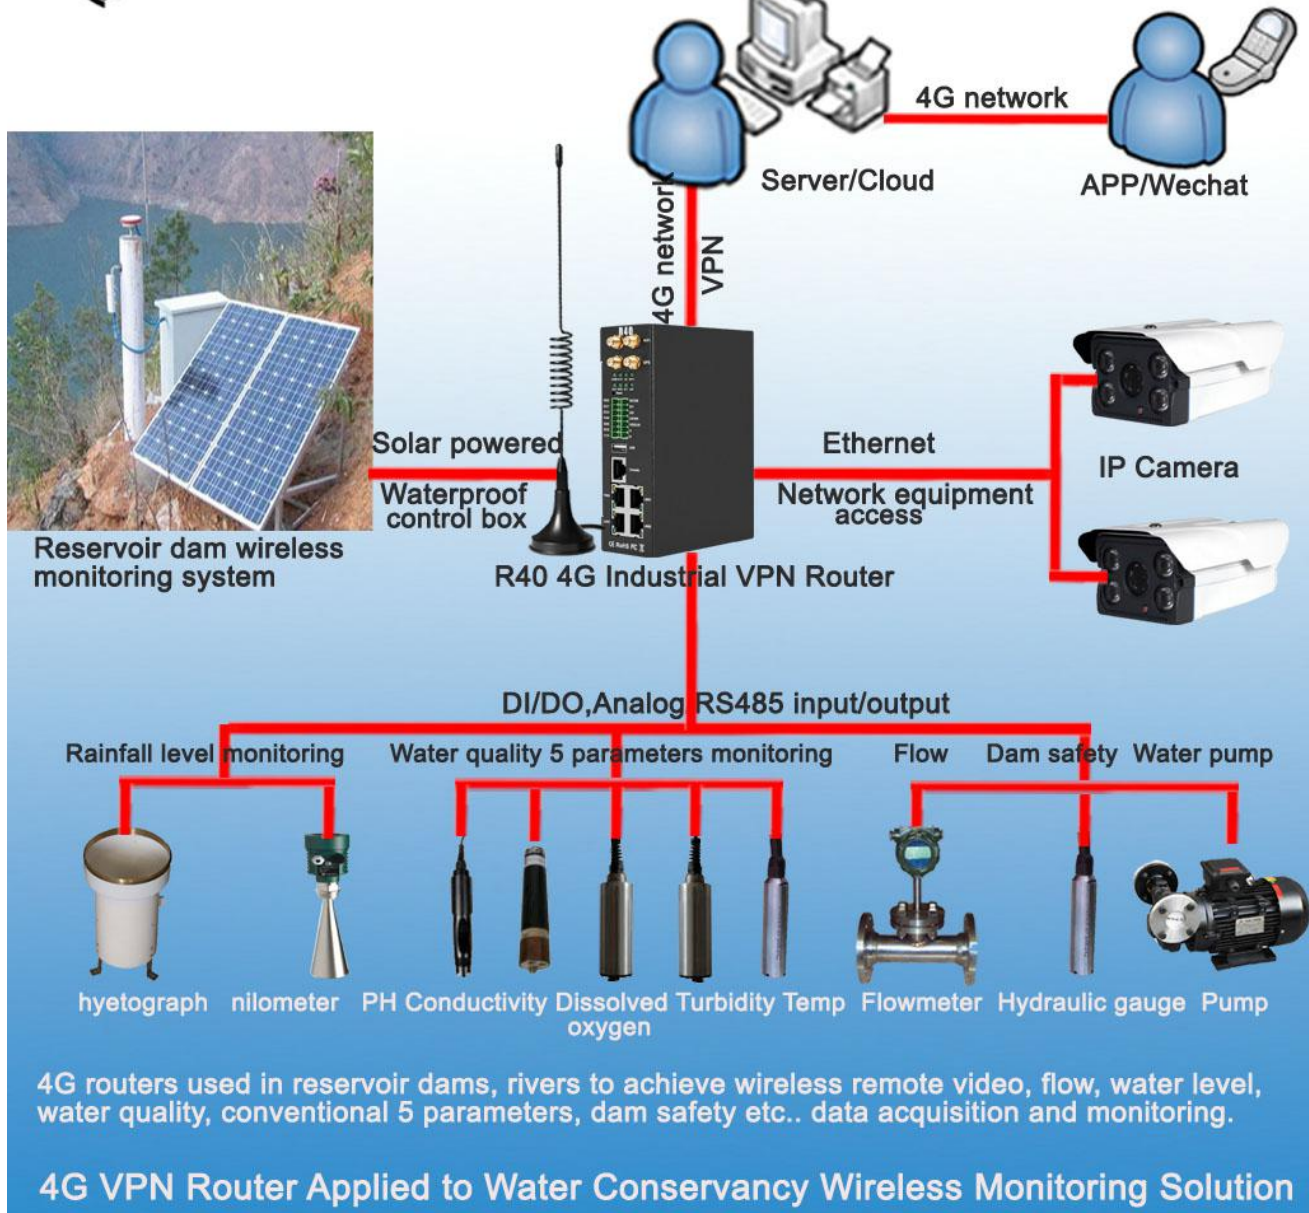 4G network
Server/Cloud
APP/Wechat
4G network
VPN
R40
Solar powered
Waterproof
control box
Ethernet
Network equipment
access
IP Camera
Reservoir dam wireless
monitoring system
R40 4G Industrial VPN Router
DI/DO,Analog RS485 input/output
Rainfall level monitoring
Water quality 5 parameters monitoring
Flow
Dam safety
Water pump
hyetograph
nilometer
PH
Conductivity
Dissolved
oxygen
Turbidity
Temp
Flowmeter
Hydraulic gauge
Pump
4G routers used in reservoir dams, rivers to achieve wireless remote video, flow, water level,
water quality, conventional 5 parameters, dam safety etc.. data acquisition and monitoring.
4G VPN Router Applied to Water Conservancy Wireless Monitoring Solution